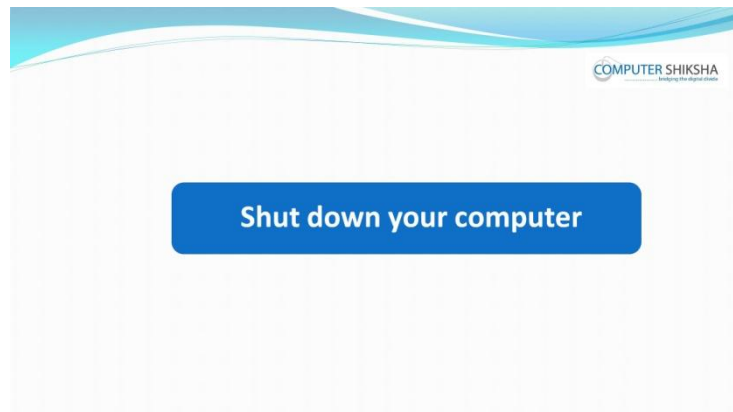 COMPUTER SHIKSHA
bridging the digital divide
Shut down your computer